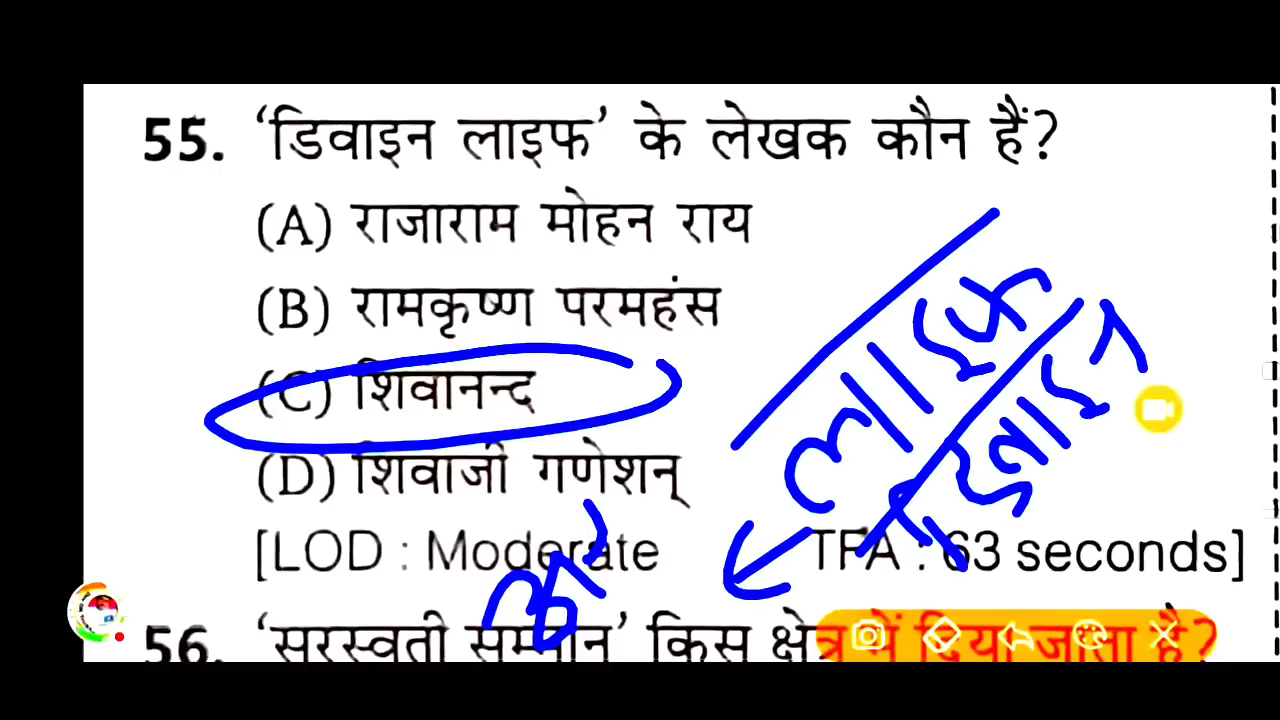 55. ‘डिवाइन लाइफ’ के लेखक कौन हैं?
(A) राजाराम मोहन राय
(B) रामकृष्ण परमहंस
(C) शिवानन्द
(D) शिवाजी गणेशन्
[LOD : Moderate TFA : 63 seconds]
56. ‘सरस्वती सम्मान’ किस क्षेत्र में दिया जाता है?
लाइफ